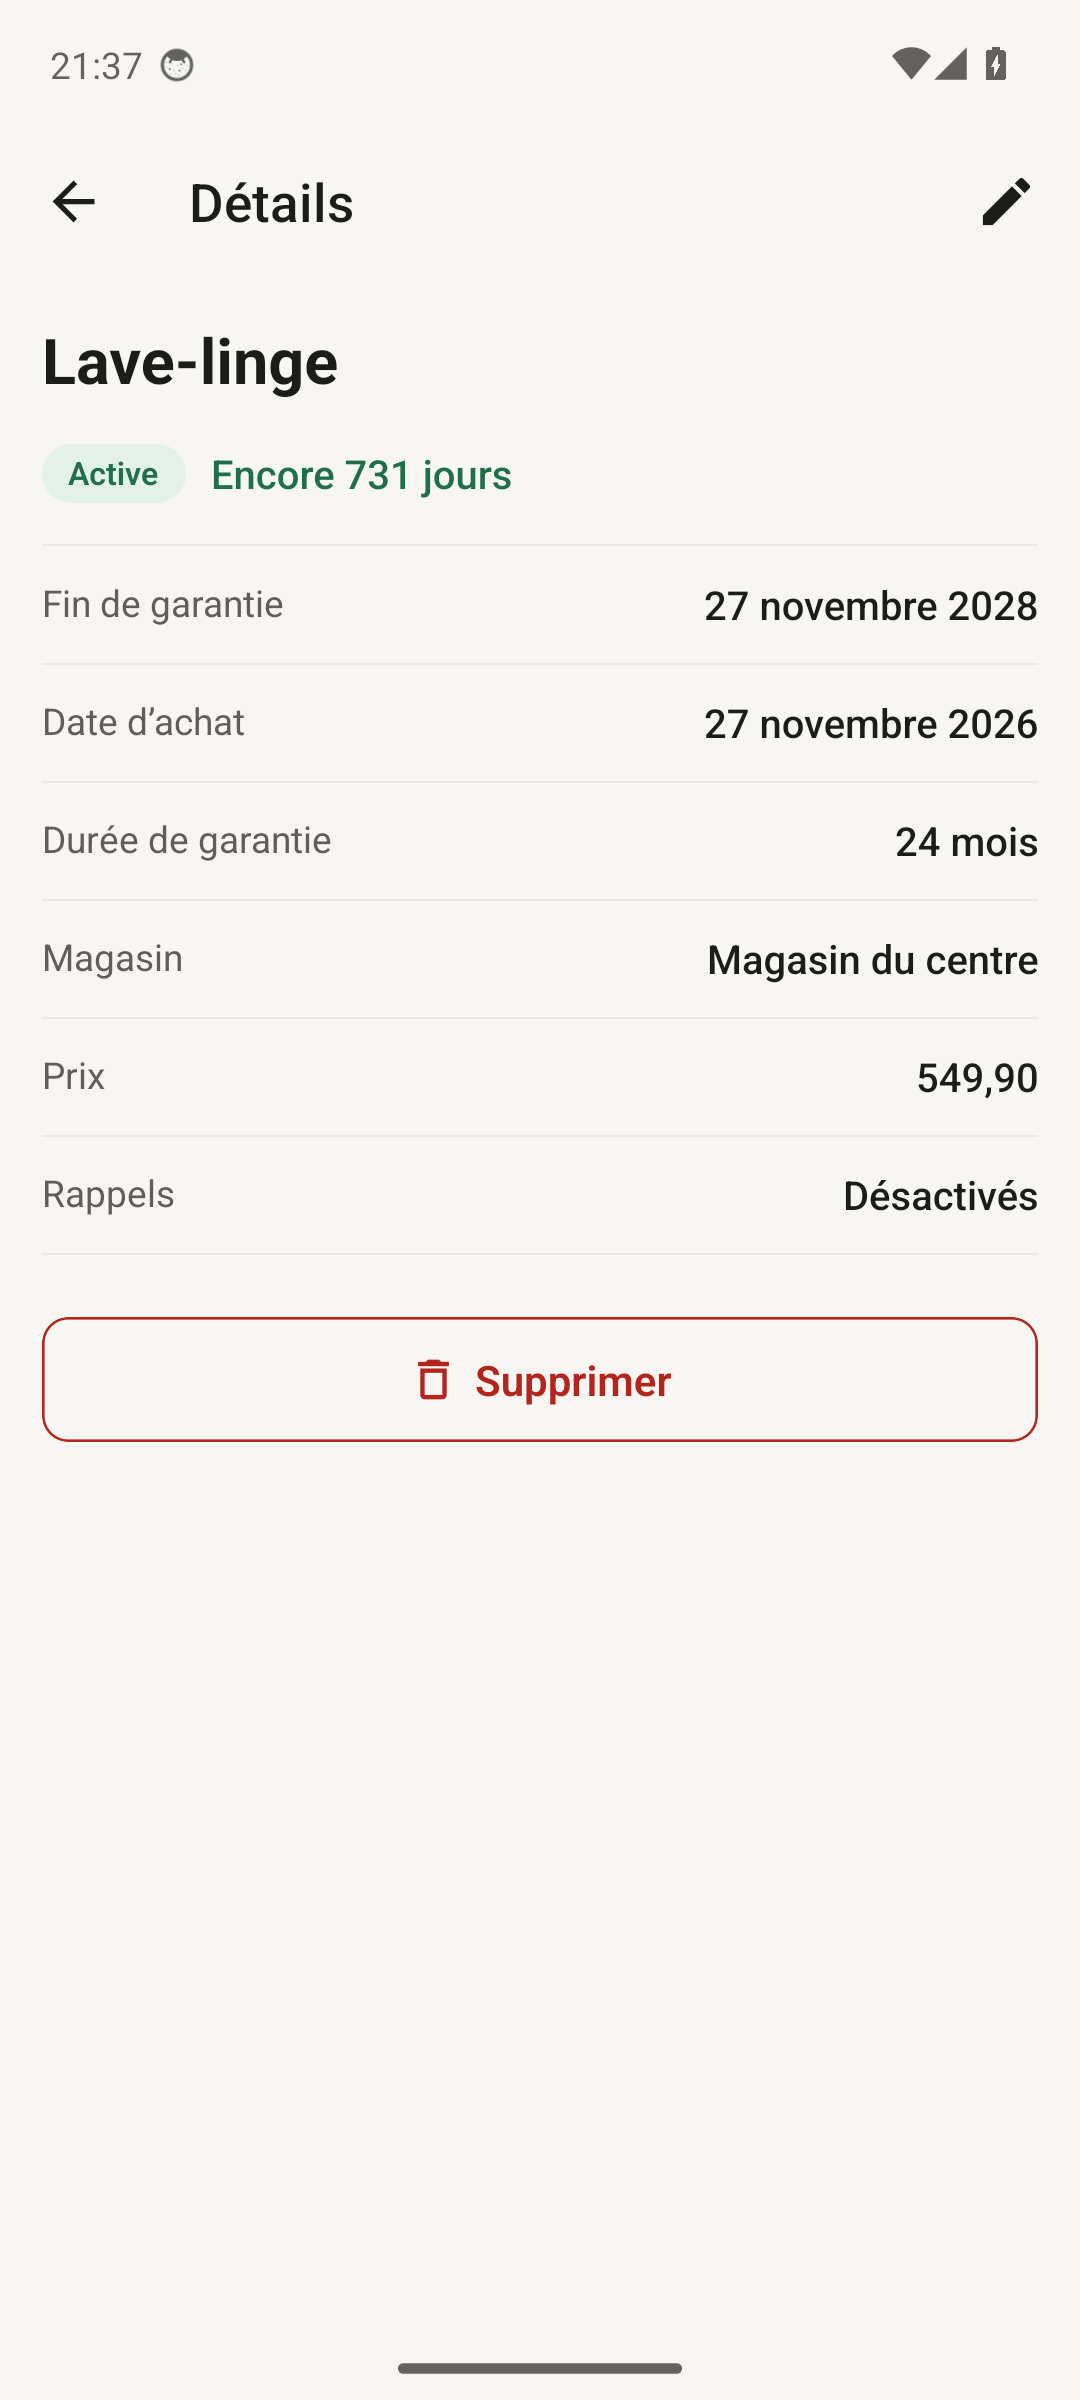 21:37
Détails
Lave-linge
Active Encore 731 jours
Fin de garantie 27 novembre 2028
Date d’achat 27 novembre 2026
Durée de garantie 24 mois
Magasin Magasin du centre
Prix 549,90
Rappels Désactivés
Supprimer